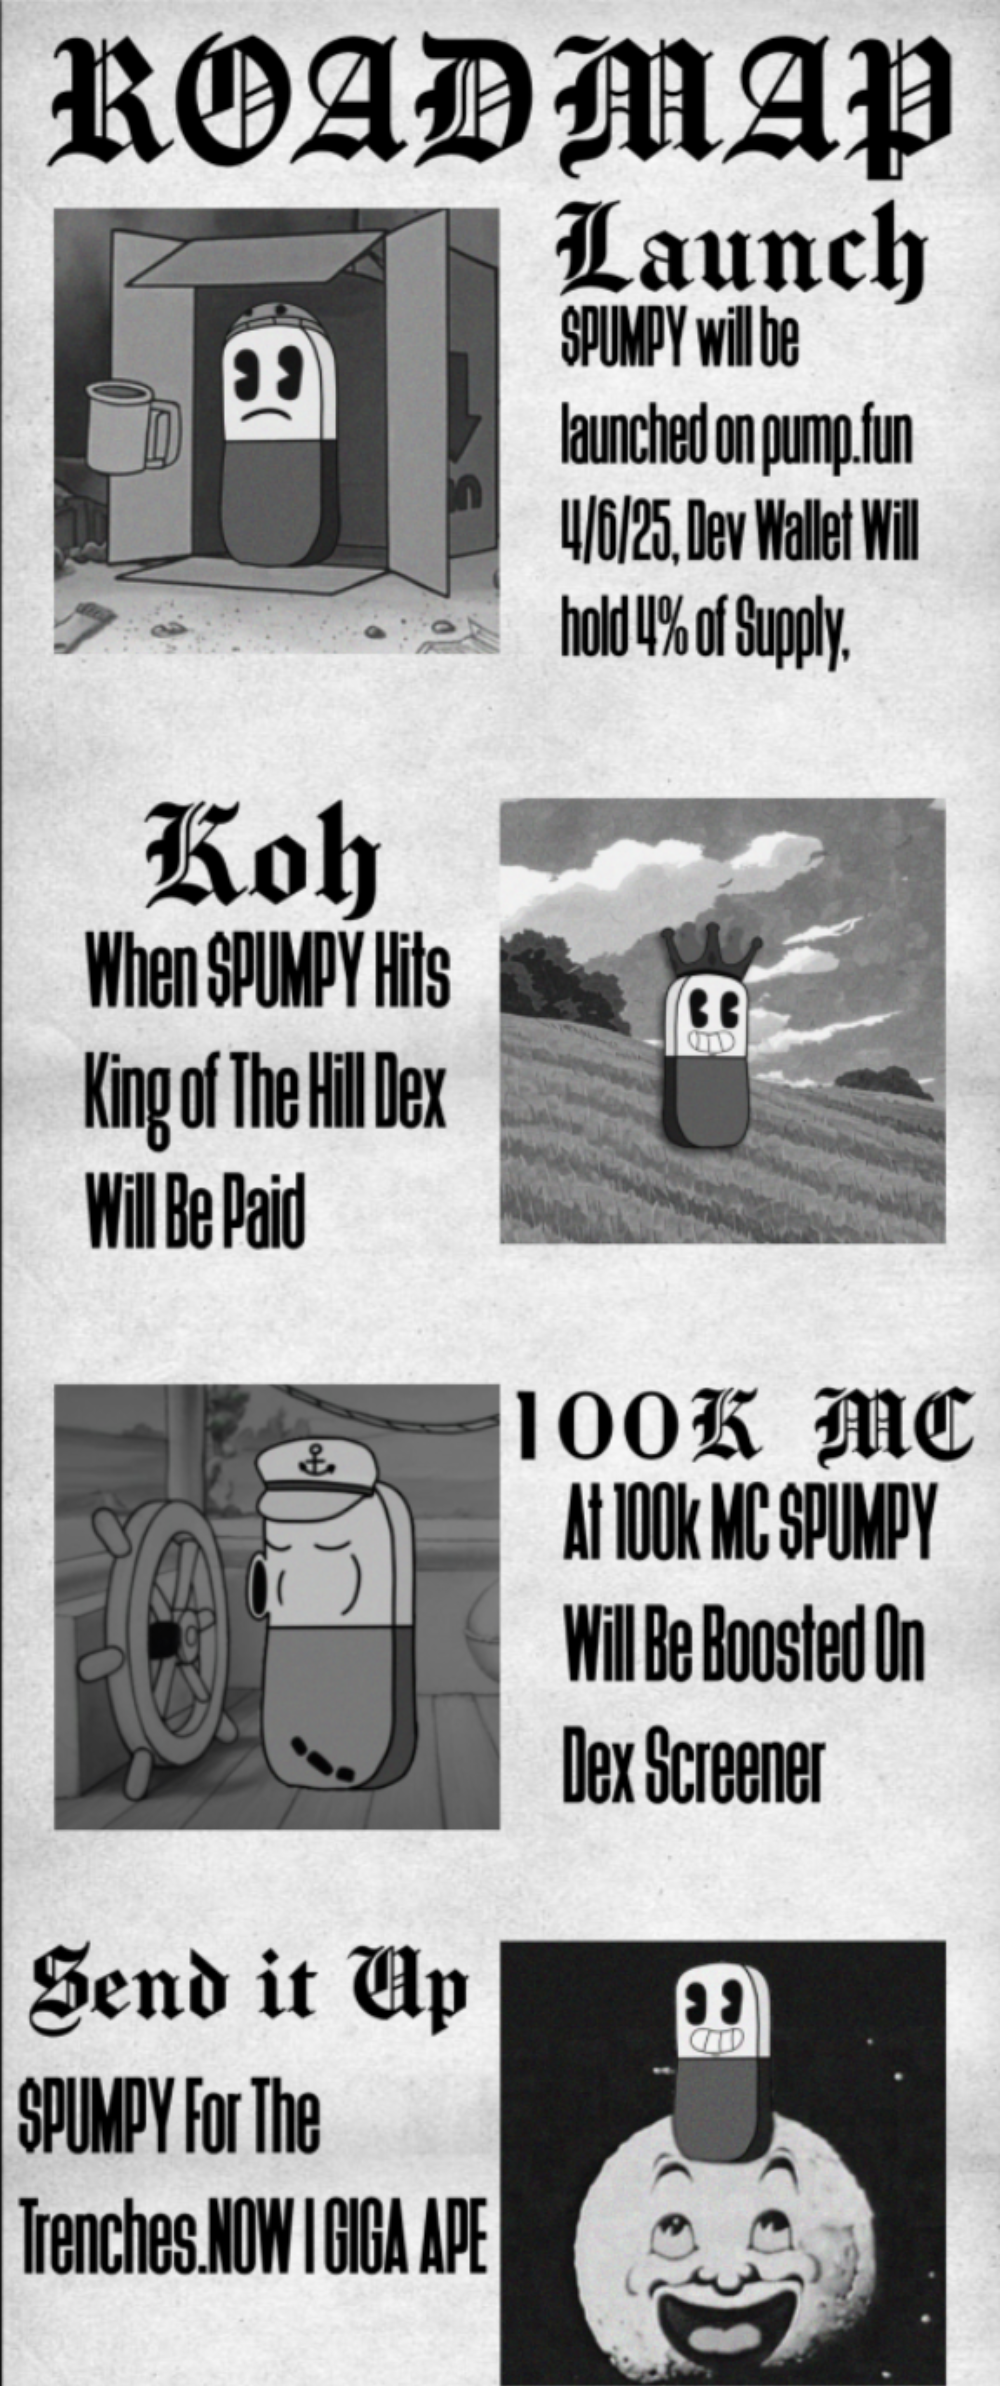 ROADMAP
Launch
$PUMPY will be
launched on pump.fun
4/6/25, Dev Wallet Will
hold 4% of Supply,
Koh
When $PUMPY Hits
King of The Hill Dex
Will Be Paid
100K MC
At 100k MC $PUMPY
Will Be Boosted On
Dex Screener
Send it Up
$PUMPY For The
Trenches.NOW I GIGA APE